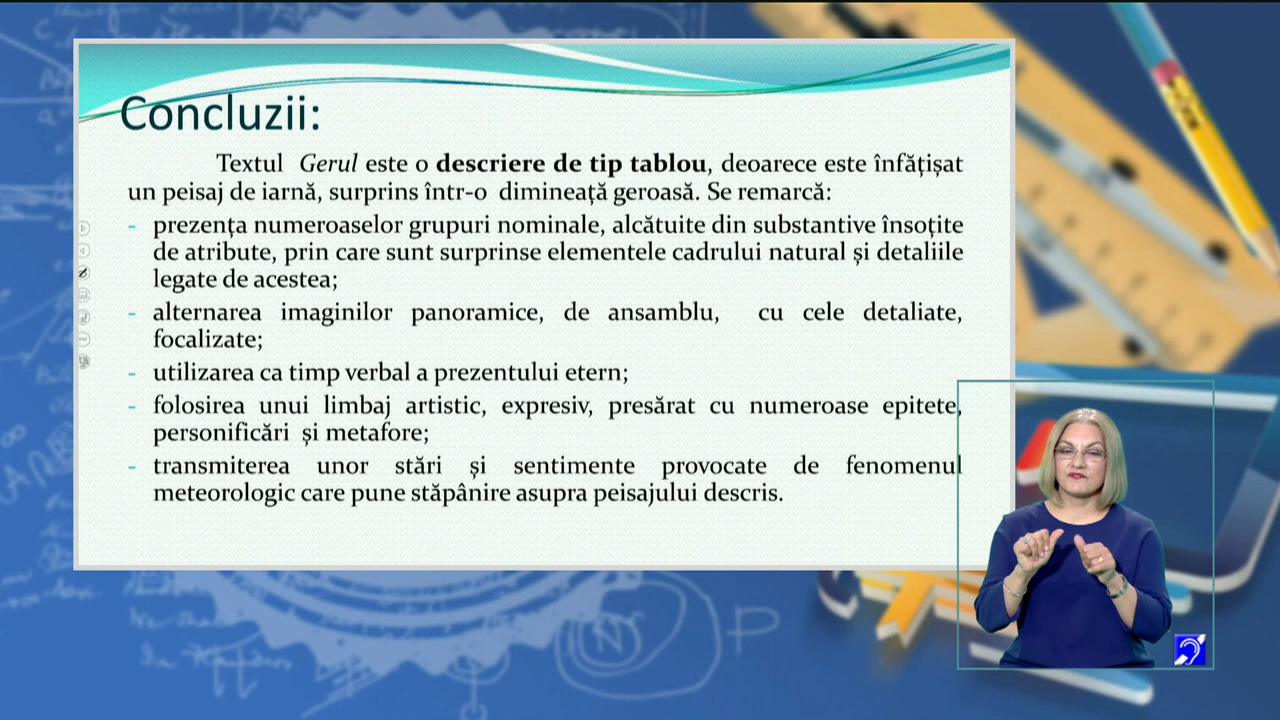 Concluzii:
Textul Gerul este o descriere de tip tablou, deoarece este înfățișat
un peisaj de iarnă, surprins într-o dimineață geroasă. Se remarcă:
- prezența numeroaselor grupuri nominale, alcătuite din substantive însoțite
de atribute, prin care sunt surprinse elementele cadrului natural și detaliile
legate de acestea;
- alternarea imaginilor panoramice, de ansamblu, cu cele detaliate,
focalizate;
- utilizarea ca timp verbal a prezentului etern;
- folosirea unui limbaj artistic, expresiv, presărat cu numeroase epitete,
personificări și metafore;
- transmiterea unor stări și sentimente provocate de fenomenul
meteorologic care pune stăpânire asupra peisajului descris.
N
P